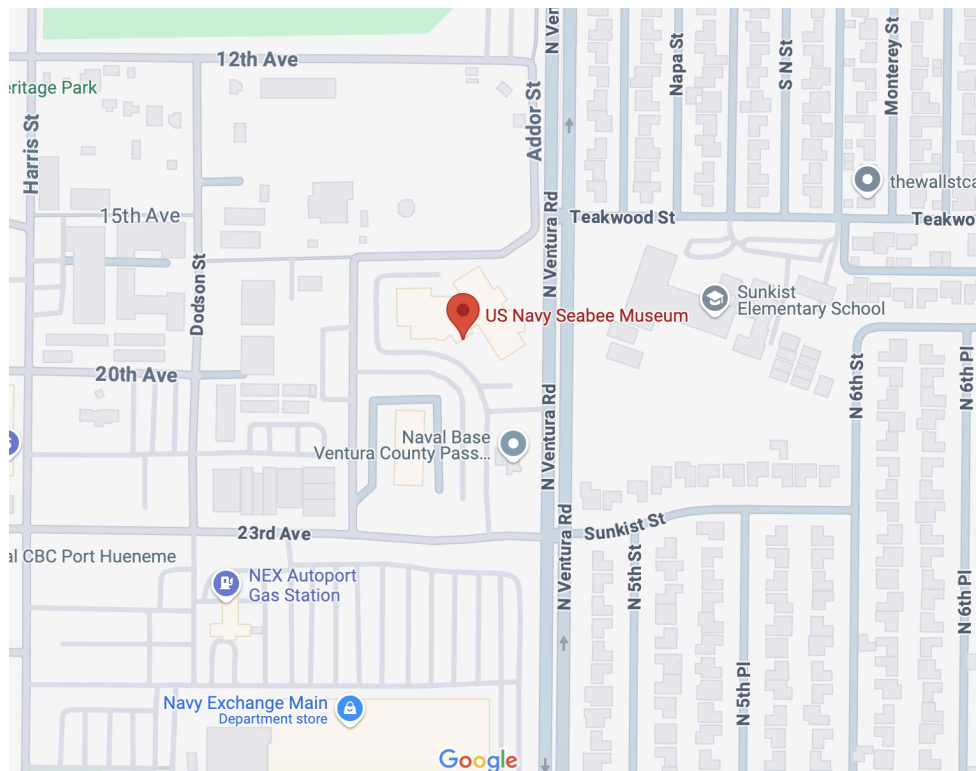 N Ver
12th Ave
Napa St
S N St
Monterey St
eritage Park
Harris St
Addor St
thewallstca
15th Ave
N Ventura Rd
Teakwood St
Teakwo
Dodson St
US Navy Seabee Museum
Sunkist
Elementary School
20th Ave
N Ventura Rd
N 6th St
N 6th Pl
Naval Base
Ventura County Pass...
23rd Ave
N Ventura Rd
Sunkist St
al CBC Port Hueneme
NEX Autoport
Gas Station
N 5th St
N 6th Pl
Navy Exchange Main
Department store
N 5th Pl
Google